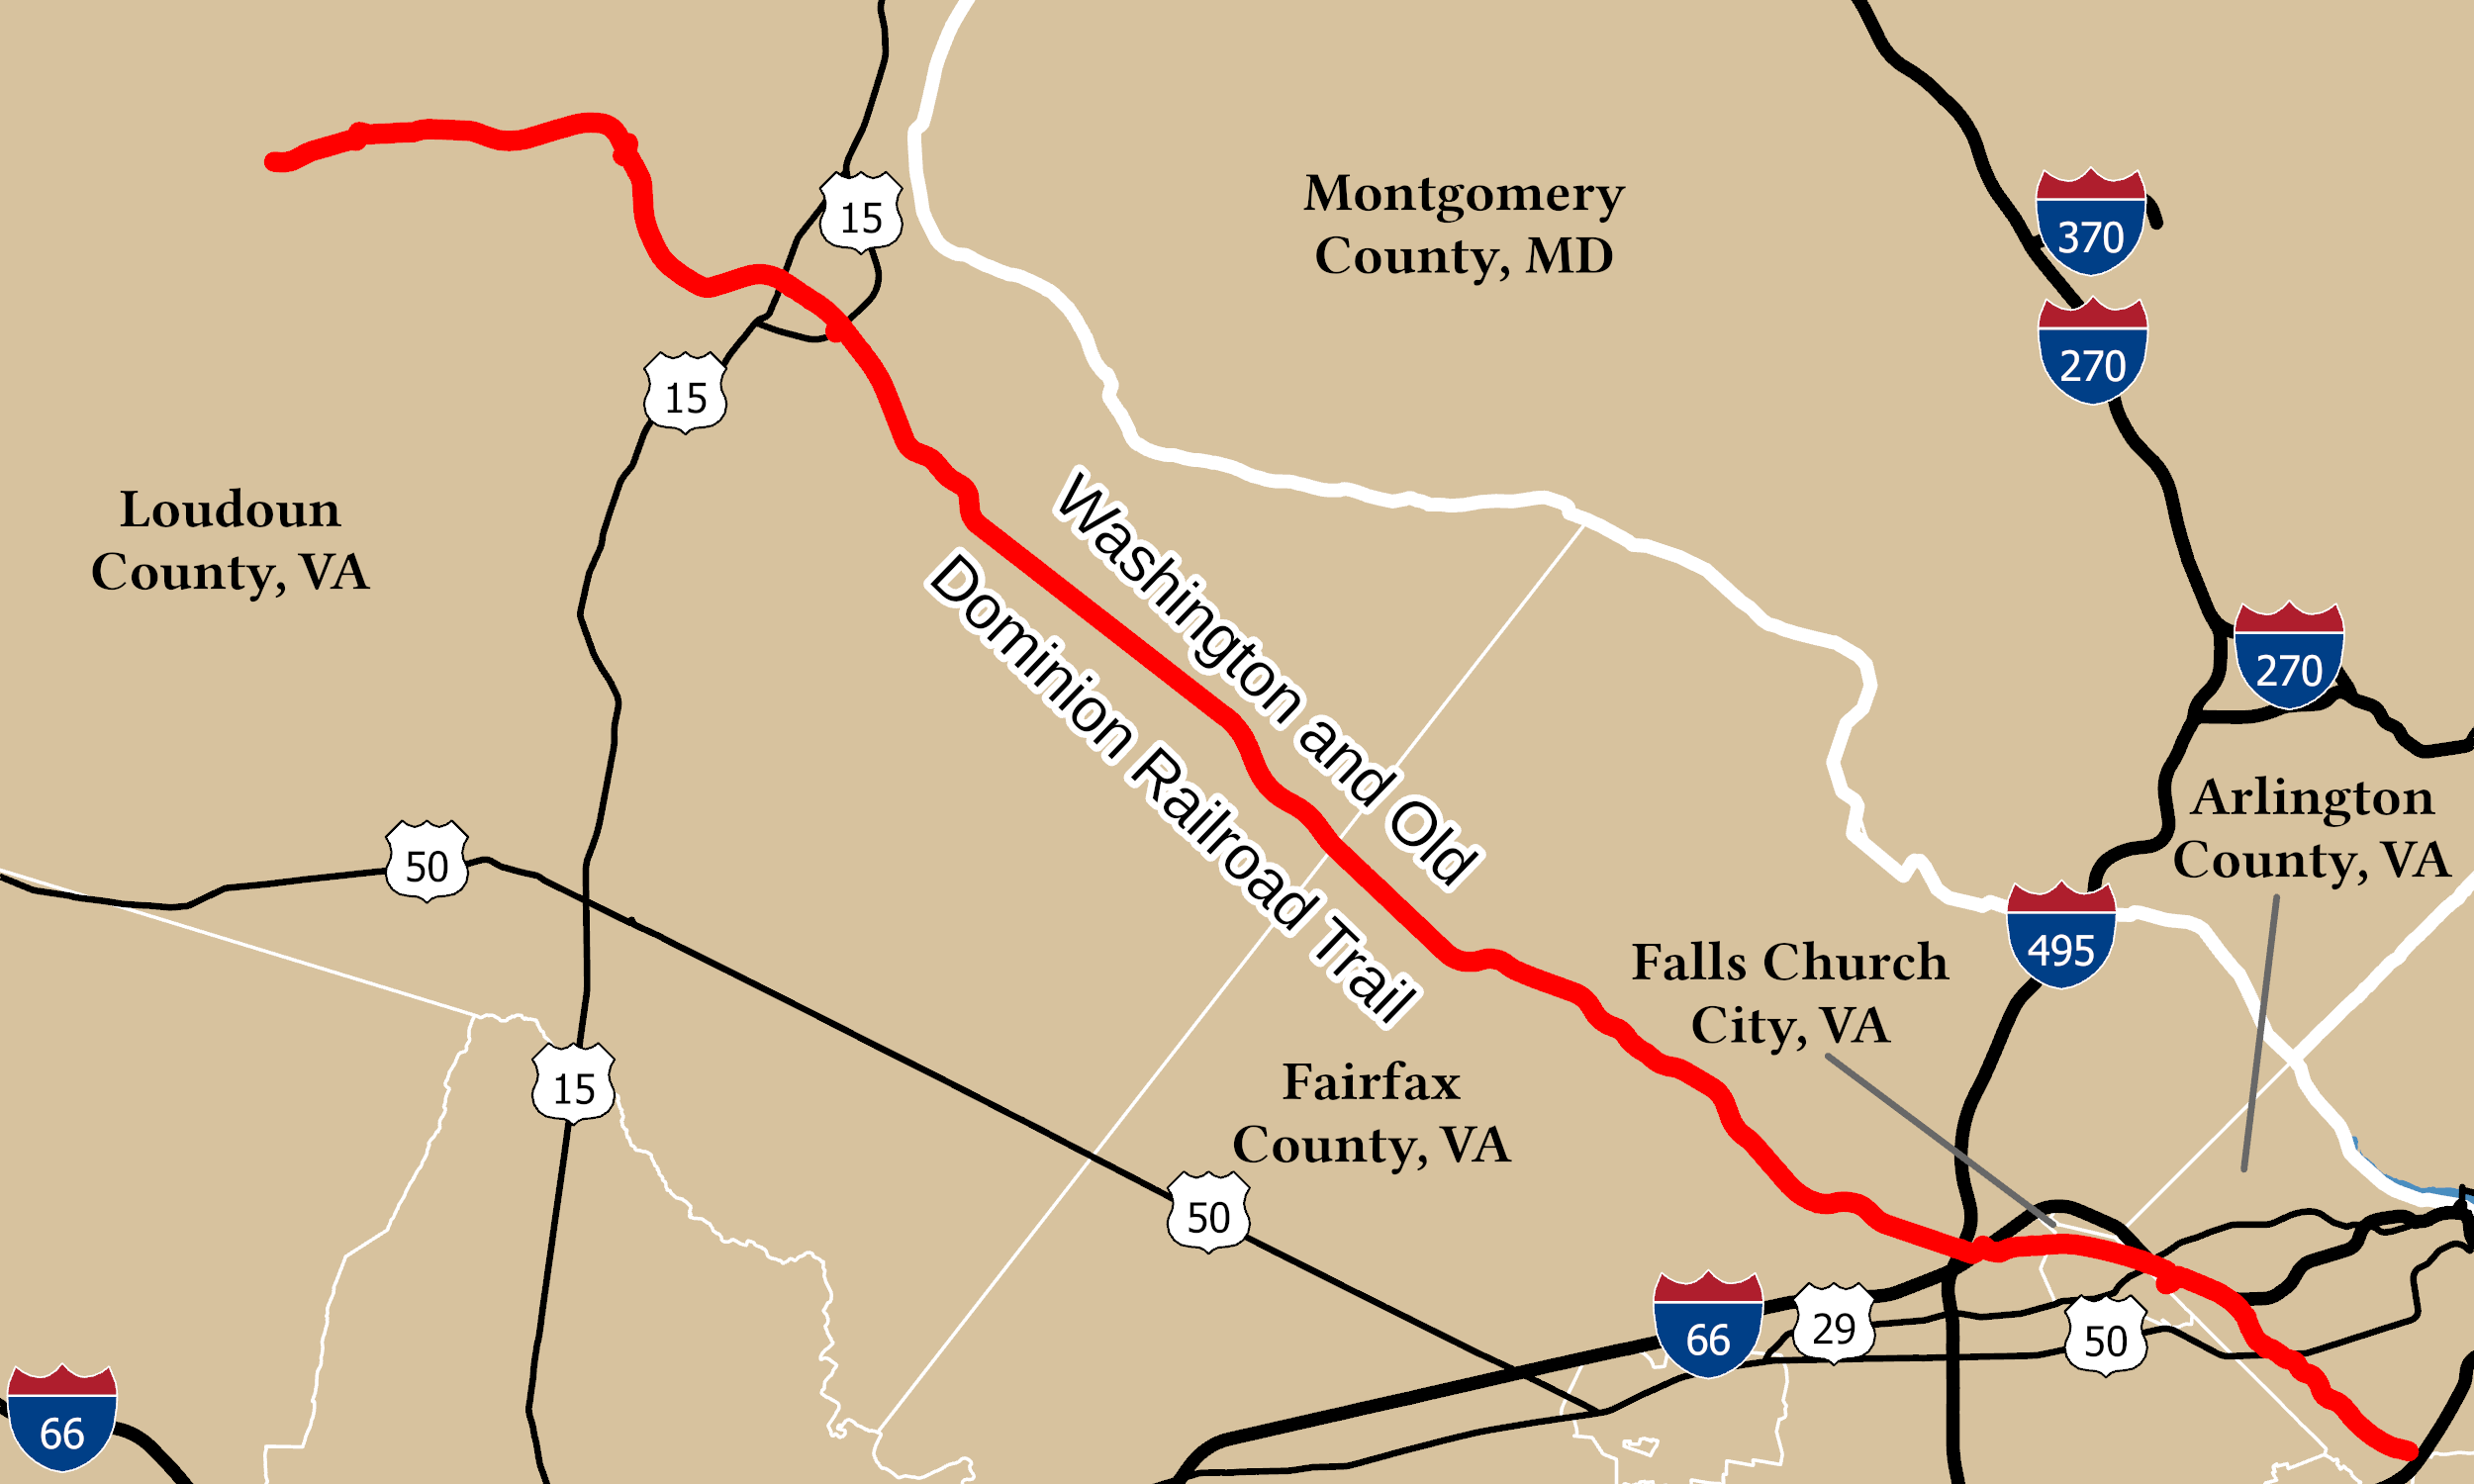 Montgomery
County, MD
15
370
270
15
Loudoun
County, VA
Washington and Old
Dominion Railroad Trail
270
Arlington
County, VA
50
495
Falls Church
City, VA
15
Fairfax
County, VA
50
66
29
50
66